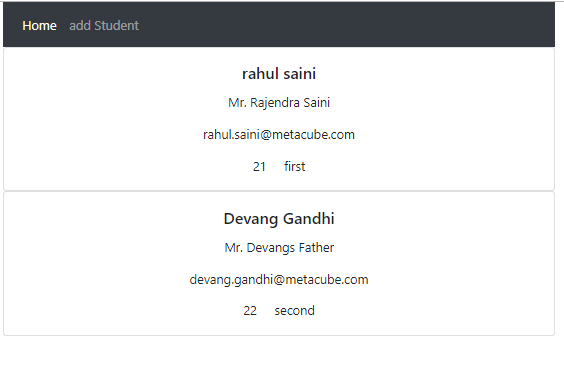 Home add Student
rahul saini
Mr. Rajendra Saini
rahul.saini@metacube.com
21 first
Devang Gandhi
Mr. Devangs Father
devang.gandhi@metacube.com
22 second